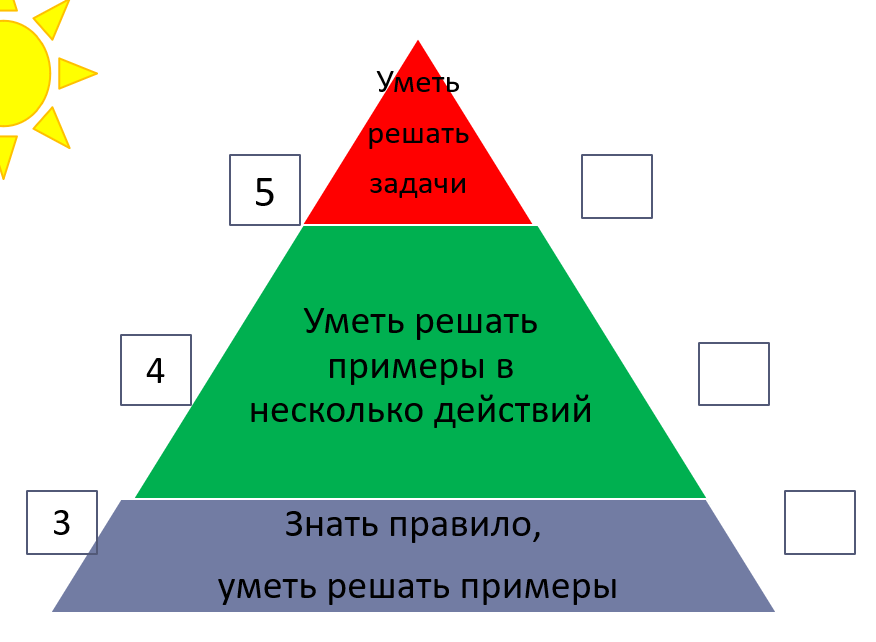 Уметь
решать
задачи
5
Уметь решать
примеры в
несколько действий
4
3
Знать правило,
уметь решать примеры